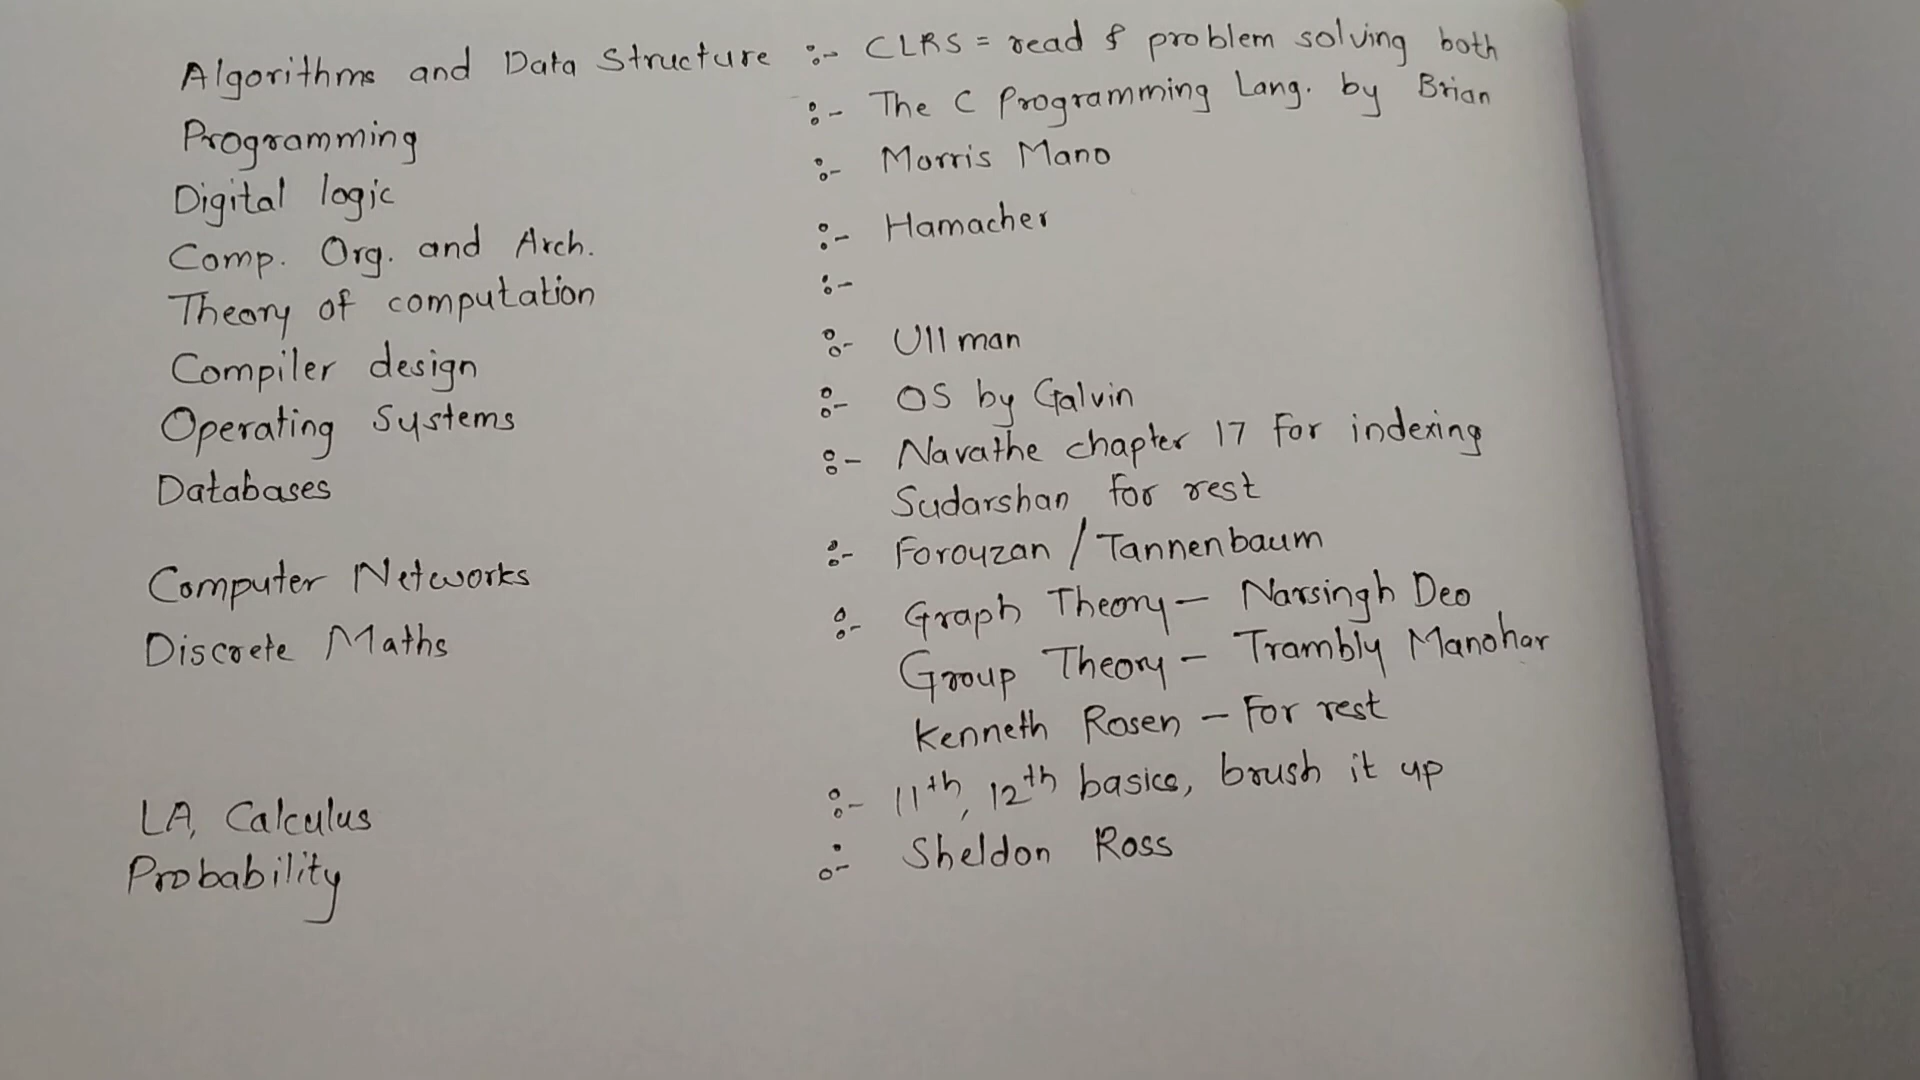 Algorithms and Data Structure :- CLRS = read & problem solving both
Programming :- The C Programming Lang. by Brian
Digital logic :- Morris Mano
Comp. Org. and Arch. :- Hamacher
Theory of computation :-
Compiler design :- Ullman
Operating Systems :- OS by Galvin
Databases :- Navathe chapter 17 For indexing
Sudarshan for rest
Computer Networks :- Forouzan / Tannenbaum
Discrete Maths :- Graph Theory - Narsingh Deo
Group Theory - Trambly Manohar
Kenneth Rosen - For rest
LA, Calculus :- 11th, 12th basics, brush it up
Probability :- Sheldon Ross